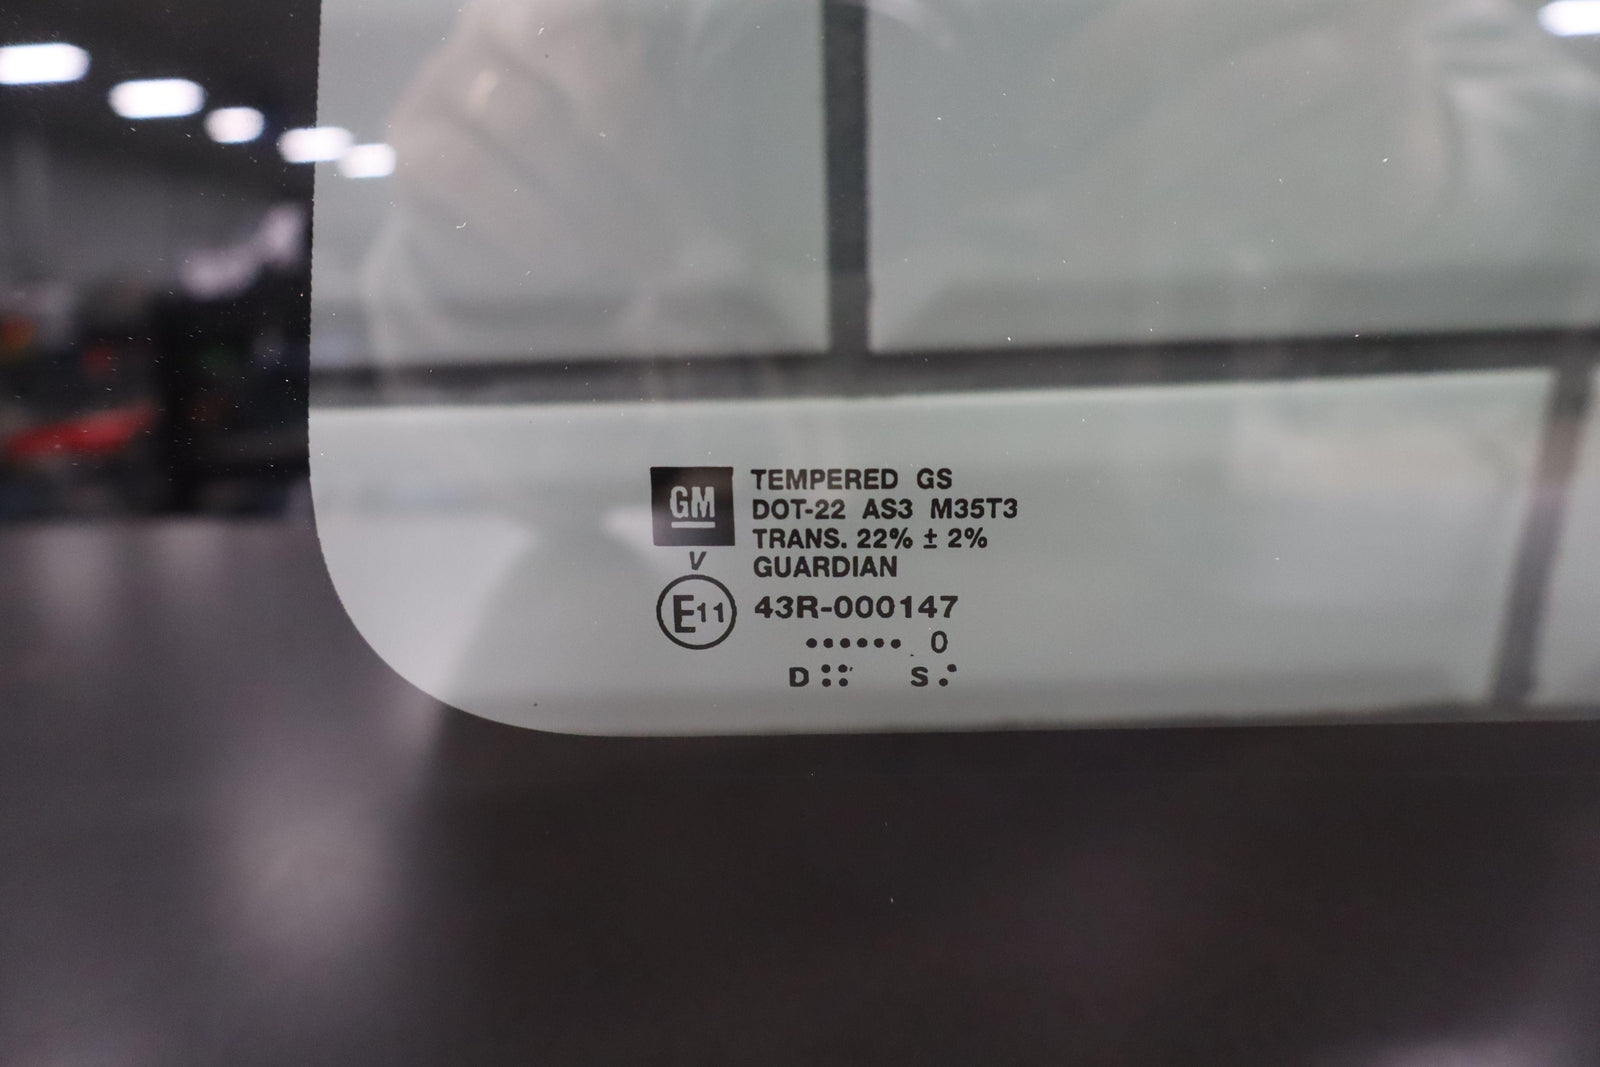 GM
TEMPERED GS
DOT-22 AS3 M35T3
TRANS. 22% ± 2%
V
GUARDIAN
E11
43R-000147
•••••• 0
D S